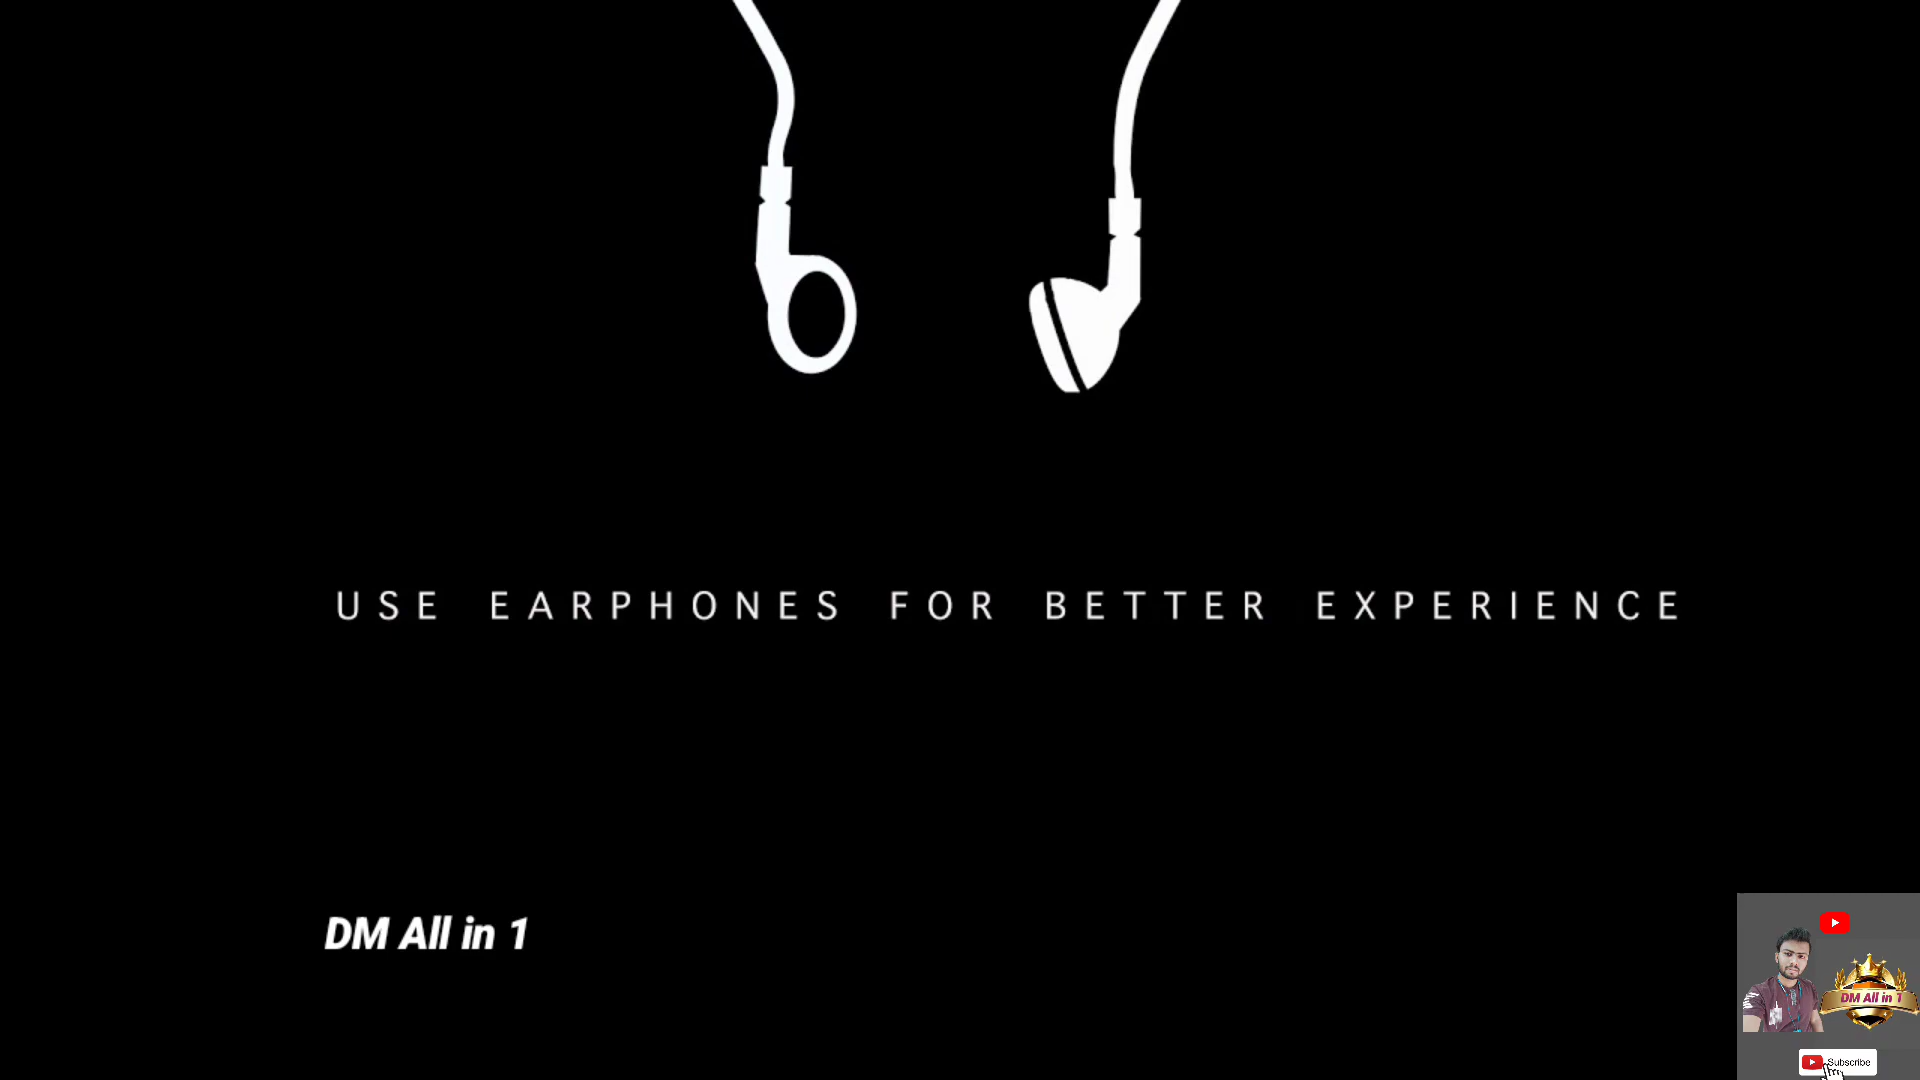 USE EARPHONES FOR BETTER EXPERIENCE
DM All in 1
DM All in 1
Subscribe